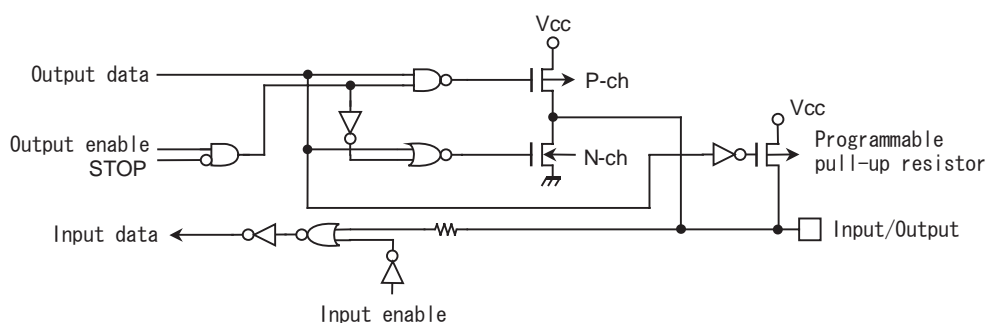 Vcc
Output data
P-ch
Vcc
Output enable
STOP
N-ch
Programmable
pull-up resistor
Input data
Input/Output
Input enable